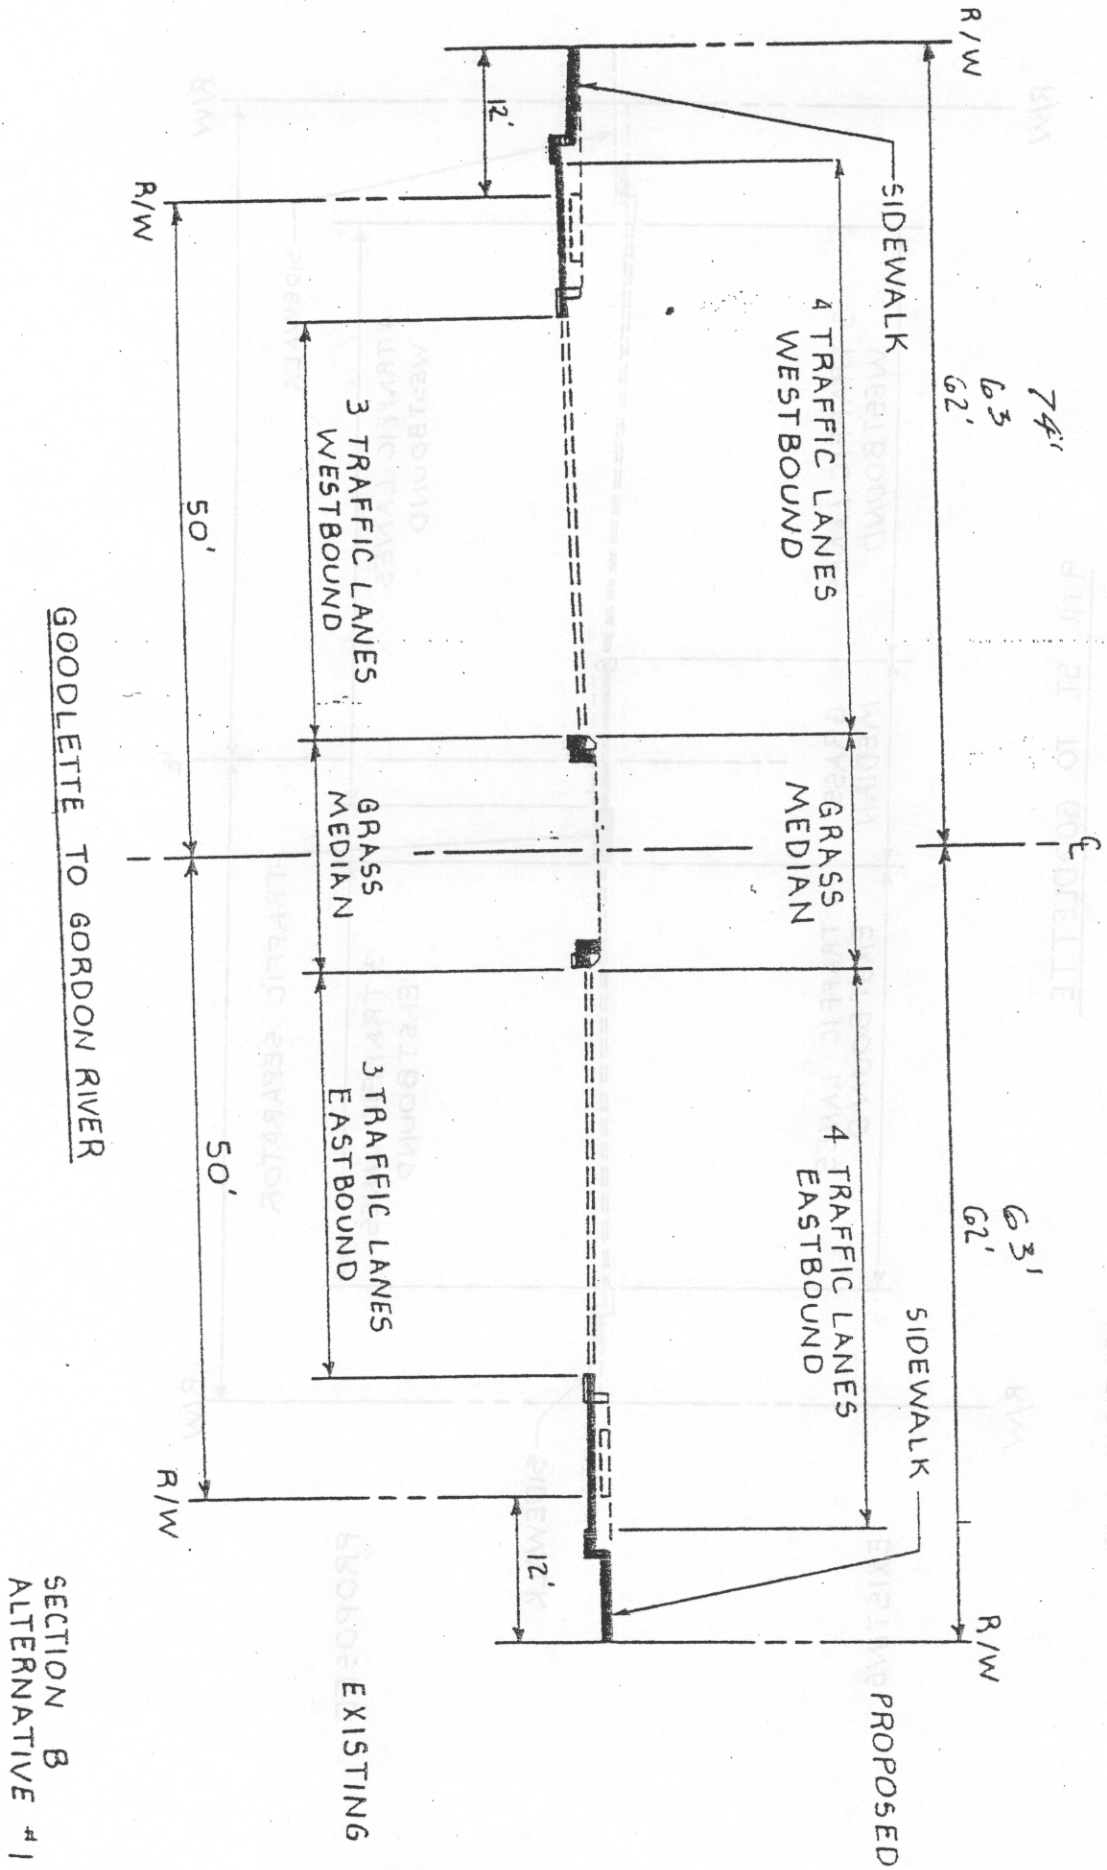 74'
63
62'
63'
62'
R/W
℄
R/W
SIDEWALK
4 TRAFFIC LANES
WESTBOUND
GRASS
MEDIAN
4 TRAFFIC LANES
EASTBOUND
SIDEWALK
PROPOSED
12'
12'
3 TRAFFIC LANES
WESTBOUND
GRASS
MEDIAN
3 TRAFFIC LANES
EASTBOUND
EXISTING
R/W
50'
50'
R/W
GOODLETTE TO GORDON RIVER
SECTION B
ALTERNATIVE #1